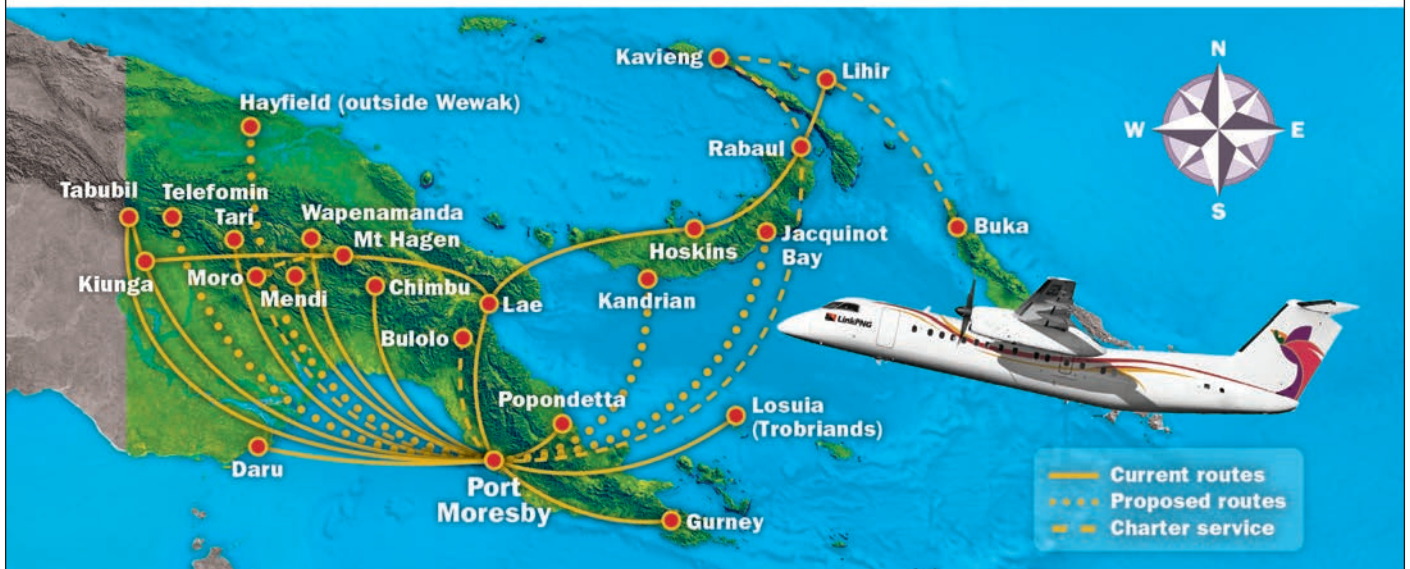 Kavieng
Lihir
N
Hayfield (outside Wewak)
W
E
Rabaul
S
Tabubil
Telefomin
Tari
Wapenamanda
Mt Hagen
Buka
Hoskins
Jacquinot
Bay
Kiunga
Moro
Mendi
Chimbu
Lae
Kandrian
LinkPNG
Bulolo
Popondetta
Losuia
(Trobriands)
Daru
Port
Moresby
Gurney
Current routes
Proposed routes
Charter service